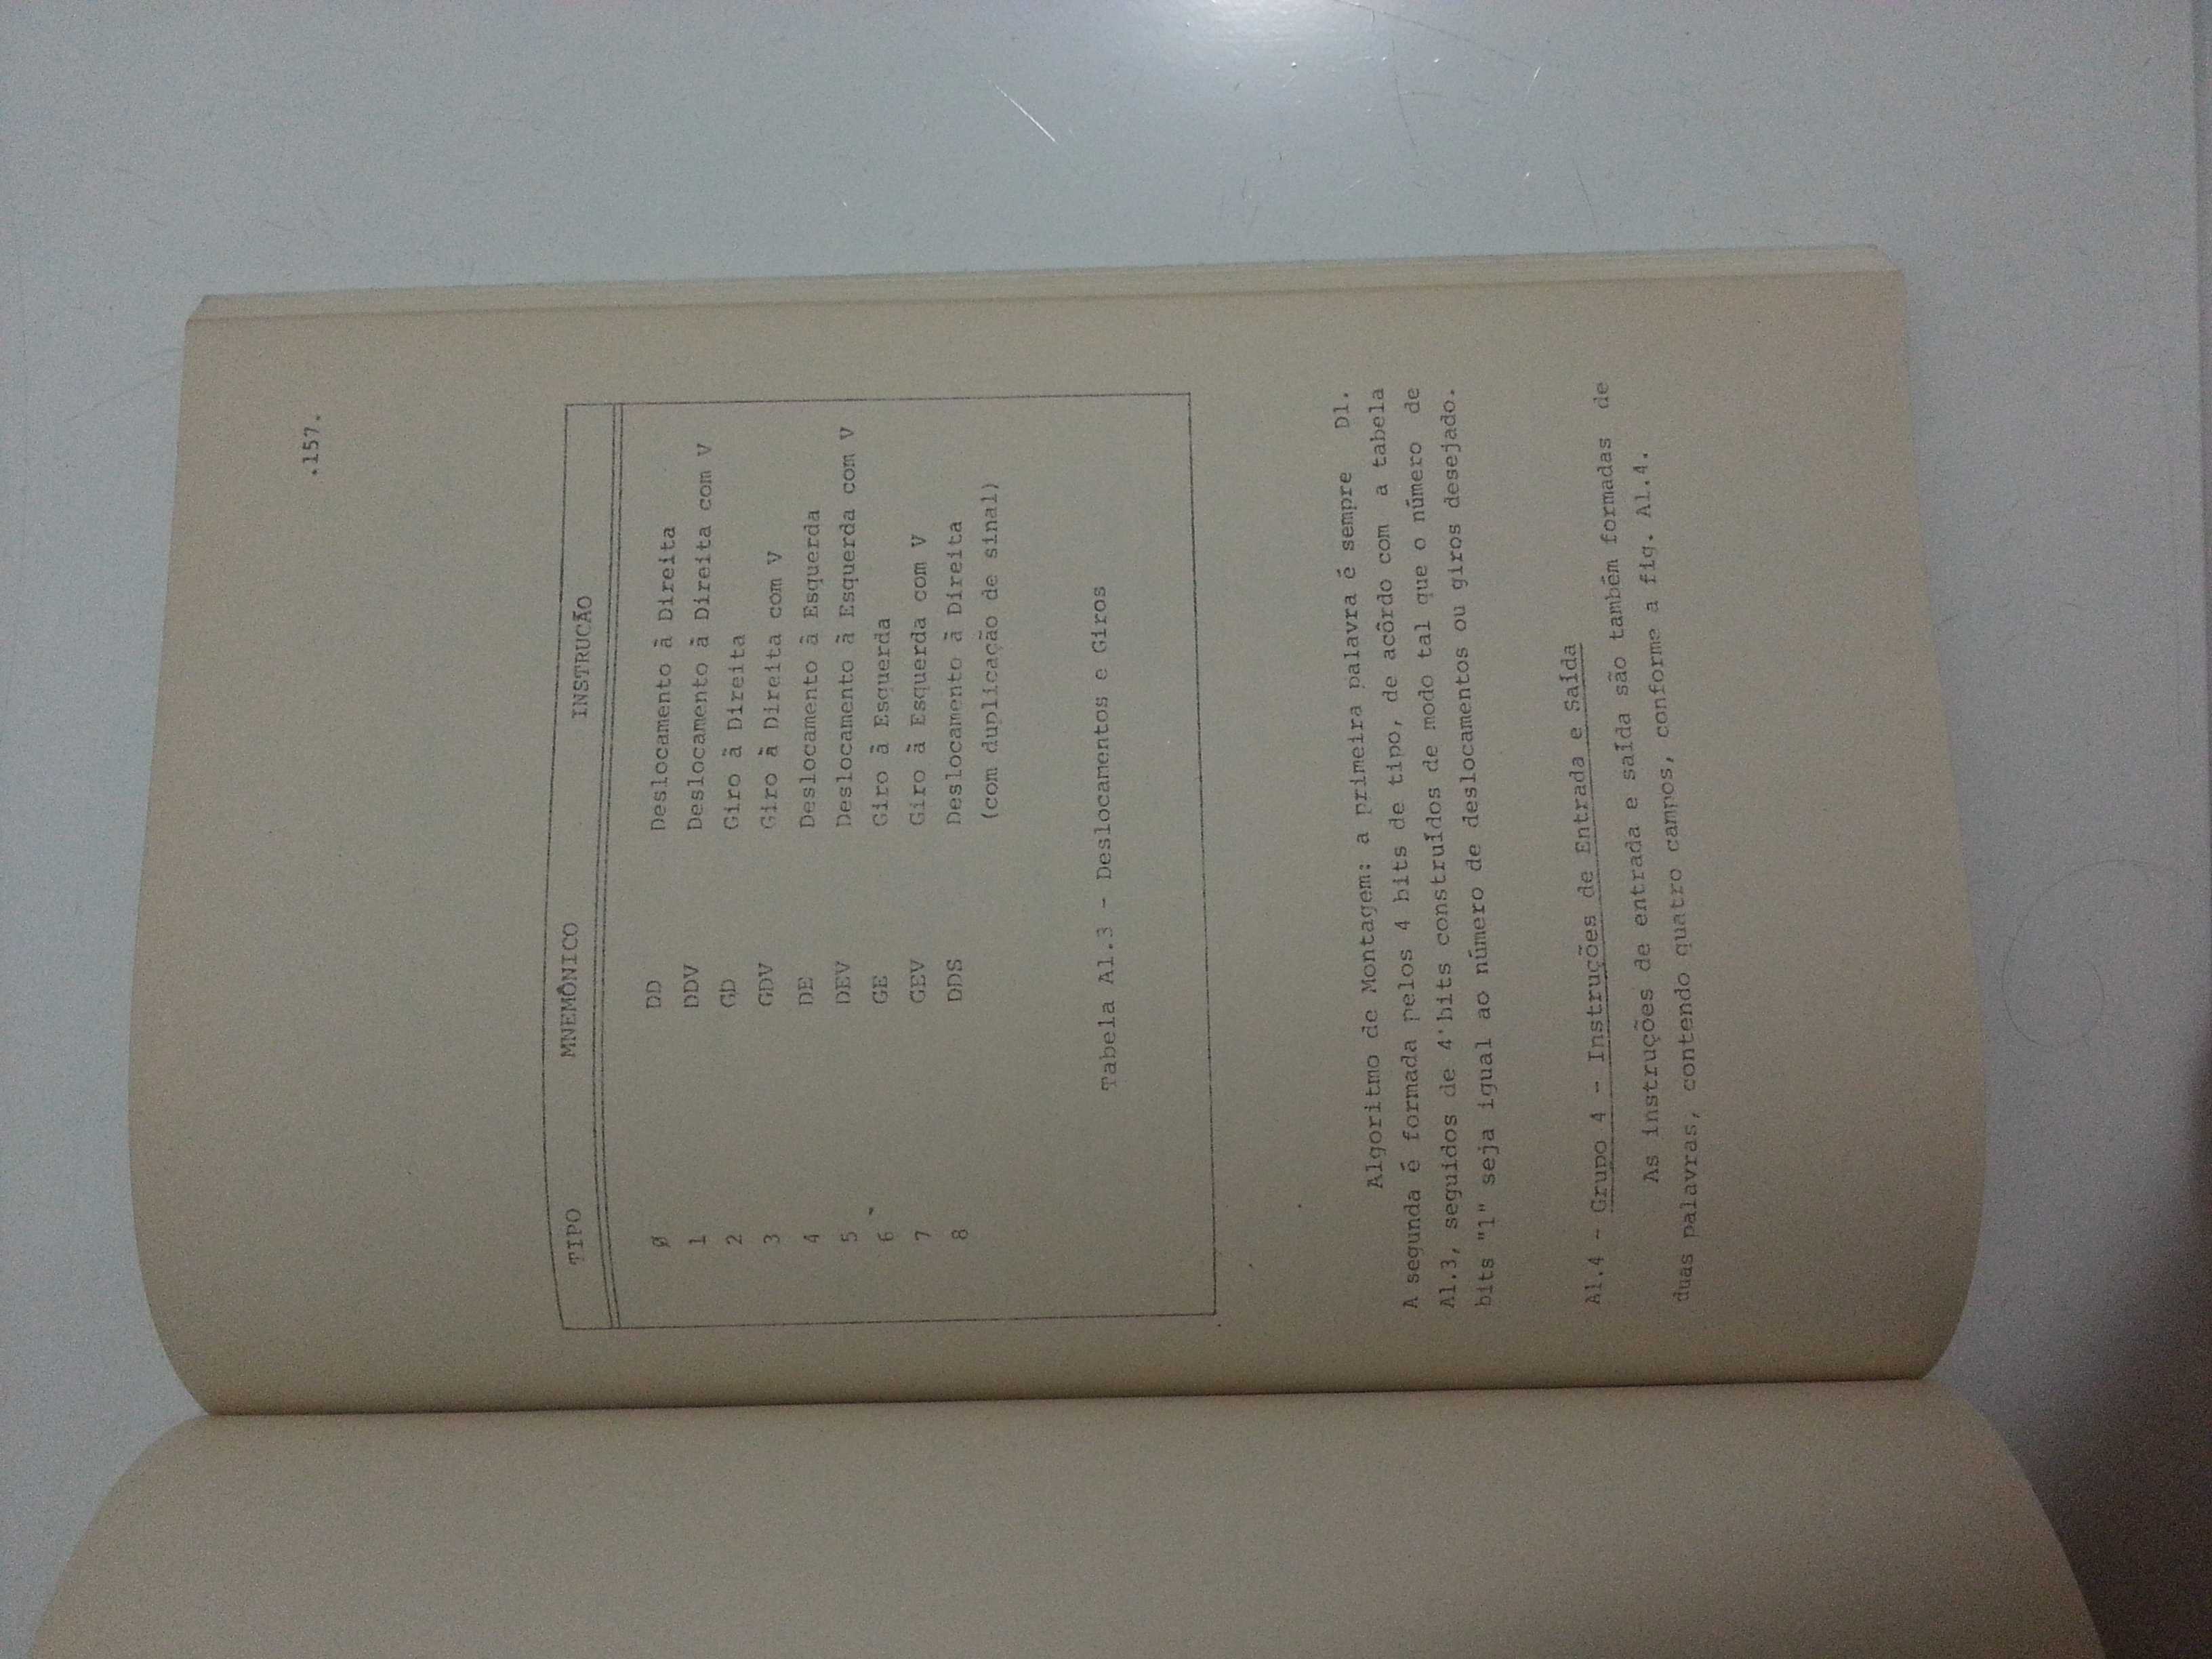 .157.
TIPO MNEMÔNICO INSTRUCÃO
Ø DD Deslocamento à Direita
1 DDV Deslocamento à Direita com V
2 GD Giro à Direita
3 GDV Giro à Direita com V
4 DE Deslocamento à Esquerda
5 DEV Deslocamento à Esquerda com V
6 GE Giro à Esquerda
7 GEV Giro à Esquerda com V
8 DDS Deslocamento à Direita
(com duplicação de sinal)
Tabela A1.3 - Deslocamentos e Giros
Algoritmo de Montagem: a primeira palavra é sempre D1.
A segunda é formada pelos 4 bits de tipo, de acôrdo com a tabela
A1.3, seguidos de 4 bits construídos de modo tal que o número de
bits "1" seja igual ao número de deslocamentos ou giros desejado.
A1.4 - Grupo 4 - Instruções de Entrada e Saída
As instruções de entrada e saída são também formadas de
duas palavras, contendo quatro campos, conforme a fig. A1.4.